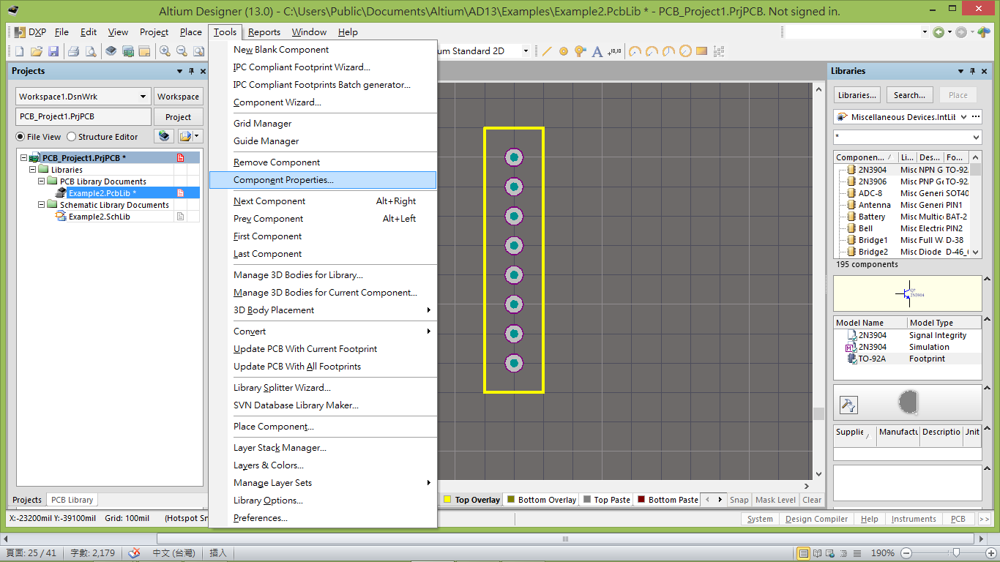 Altium Designer (13.0) - C:\Users\Public\Documents\Altium\AD13\Examples\Example2.PcbLib * - PCB_Project1.PrjPCB. Not signed in.
DXP File Edit View Project Place Tools Reports Window Help
um Standard 2D
+10,10
Projects
Workspace1.DsnWrk Workspace
PCB_Project1.PrjPCB Project
File View Structure Editor
PCB_Project1.PrjPCB *
Libraries
PCB Library Documents
Example2.PcbLib *
Schematic Library Documents
Example2.SchLib
Projects PCB Library
New Blank Component
IPC Compliant Footprint Wizard...
IPC Compliant Footprints Batch generator...
Component Wizard...
Grid Manager
Guide Manager
Remove Component
Component Properties...
Next Component Alt+Right
Prev Component Alt+Left
First Component
Last Component
Manage 3D Bodies for Library...
Manage 3D Bodies for Current Component...
3D Body Placement
Convert
Update PCB With Current Footprint
Update PCB With All Footprints
Library Splitter Wizard...
SVN Database Library Maker...
Place Component...
Layer Stack Manager...
Layers & Colors...
Manage Layer Sets
Library Options...
Preferences...
Libraries
Libraries... Search... Place
Miscellaneous Devices.IntLib ...
*
Component... Li... Des... Fo...
2N3904 Misc NPN G TO-92
2N3906 Misc PNP G TO-92
ADC-8 Misc Generi SOT40
Antenna Misc Generi PIN1
Battery Misc Multic BAT-2
Bell Misc Electric PIN2
Bridge1 Misc Full W D-38
Bridge2 Misc Diode D-46_
195 components
2N3904
Model Name Model Type
2N3904 Signal Integrity
2N3904 Simulation
TO-92A Footprint
Supplie Manufactu Descriptio Jnit
Top Overlay Bottom Overlay Top Paste Bottom Paste Snap Mask Level Clear
X:-23200mil Y:-39100mil Grid: 100mil (Hotspot Sn
System Design Compiler Help Instruments PCB >>
頁面: 25 / 41 字數: 2,179 中文 (台灣) 插入 190%